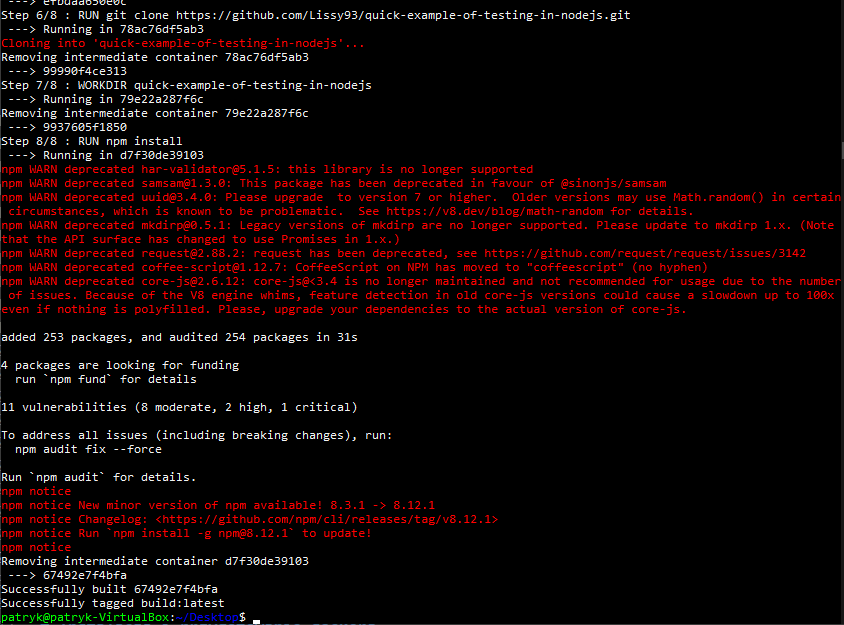 ---> efbdaa650e0c
Step 6/8 : RUN git clone https://github.com/Lissy93/quick-example-of-testing-in-nodejs.git
---> Running in 78ac76df5ab3
Cloning into 'quick-example-of-testing-in-nodejs'...
Removing intermediate container 78ac76df5ab3
---> 99990f4ce313
Step 7/8 : WORKDIR quick-example-of-testing-in-nodejs
---> Running in 79e22a287f6c
Removing intermediate container 79e22a287f6c
---> 9937605f1850
Step 8/8 : RUN npm install
---> Running in d7f30de39103
npm WARN deprecated har-validator@5.1.5: this library is no longer supported
npm WARN deprecated samsam@1.3.0: This package has been deprecated in favour of @sinonjs/samsam
npm WARN deprecated uuid@3.4.0: Please upgrade  to version 7 or higher.  Older versions may use Math.random() in certain
circumstances, which is known to be problematic.  See https://v8.dev/blog/math-random for details.
npm WARN deprecated mkdirp@0.5.1: Legacy versions of mkdirp are no longer supported. Please update to mkdirp 1.x. (Note
that the API surface has changed to use Promises in 1.x.)
npm WARN deprecated request@2.88.2: request has been deprecated, see https://github.com/request/request/issues/3142
npm WARN deprecated coffee-script@1.12.7: CoffeeScript on NPM has moved to "coffeescript" (no hyphen)
npm WARN deprecated core-js@2.6.12: core-js@<3.4 is no longer maintained and not recommended for usage due to the number
of issues. Because of the V8 engine whims, feature detection in old core-js versions could cause a slowdown up to 100x
even if nothing is polyfilled. Please, upgrade your dependencies to the actual version of core-js.
added 253 packages, and audited 254 packages in 31s
4 packages are looking for funding
run `npm fund` for details
11 vulnerabilities (8 moderate, 2 high, 1 critical)
To address all issues (including breaking changes), run:
npm audit fix --force
Run `npm audit` for details.
npm notice
npm notice New minor version of npm available! 8.3.1 -> 8.12.1
npm notice Changelog: <https://github.com/npm/cli/releases/tag/v8.12.1>
npm notice Run `npm install -g npm@8.12.1` to update!
npm notice
Removing intermediate container d7f30de39103
---> 67492e7f4bfa
Successfully built 67492e7f4bfa
Successfully tagged build:latest
patryk@patryk-VirtualBox:~/Desktop$